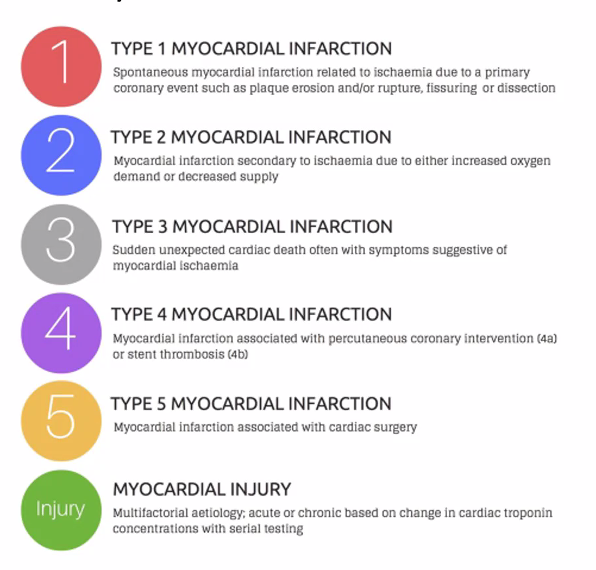 1
TYPE 1 MYOCARDIAL INFARCTION
Spontaneous myocardial infarction related to ischaemia due to a primary
coronary event such as plaque erosion and/or rupture, fissuring or dissection
2
TYPE 2 MYOCARDIAL INFARCTION
Myocardial infarction secondary to ischaemia due to either increased oxygen
demand or decreased supply
3
TYPE 3 MYOCARDIAL INFARCTION
Sudden unexpected cardiac death often with symptoms suggestive of
myocardial ischaemia
4
TYPE 4 MYOCARDIAL INFARCTION
Myocardial infarction associated with percutaneous coronary intervention (4a)
or stent thrombosis (4b)
5
TYPE 5 MYOCARDIAL INFARCTION
Myocardial infarction associated with cardiac surgery
Injury
MYOCARDIAL INJURY
Multifactorial aetiology; acute or chronic based on change in cardiac troponin
concentrations with serial testing